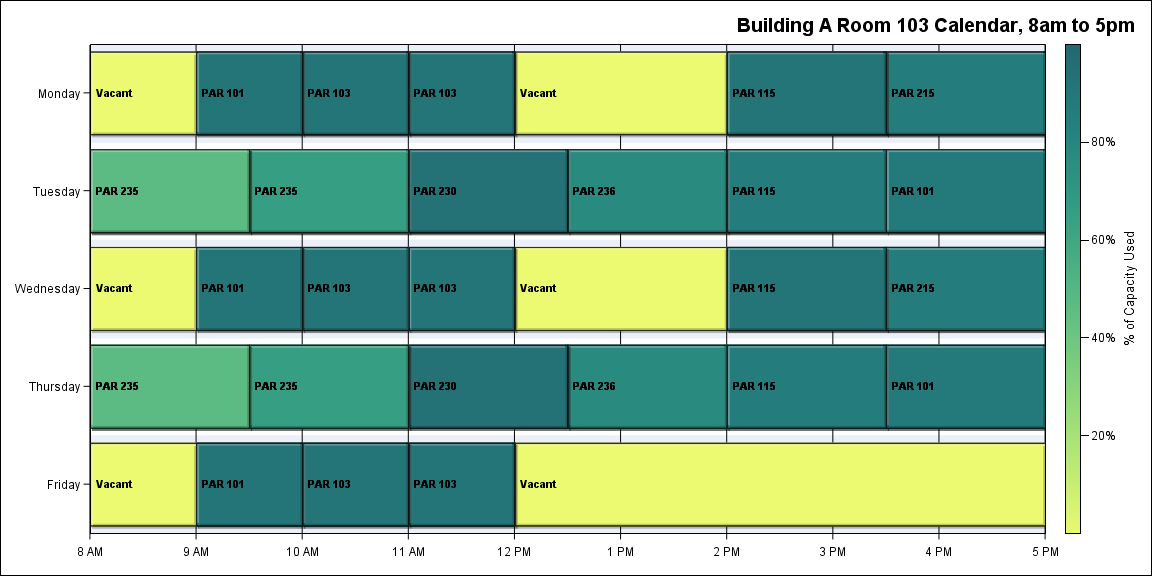 Building A Room 103 Calendar, 8am to 5pm
Monday
Vacant
PAR 101
PAR 103
PAR 103
Vacant
PAR 115
PAR 215
Tuesday
PAR 235
PAR 235
PAR 230
PAR 236
PAR 115
PAR 101
Wednesday
Vacant
PAR 101
PAR 103
PAR 103
Vacant
PAR 115
PAR 215
Thursday
PAR 235
PAR 235
PAR 230
PAR 236
PAR 115
PAR 101
Friday
Vacant
PAR 101
PAR 103
PAR 103
Vacant
8 AM
9 AM
10 AM
11 AM
12 PM
1 PM
2 PM
3 PM
4 PM
5 PM
80%
60%
40%
20%
% of Capacity Used